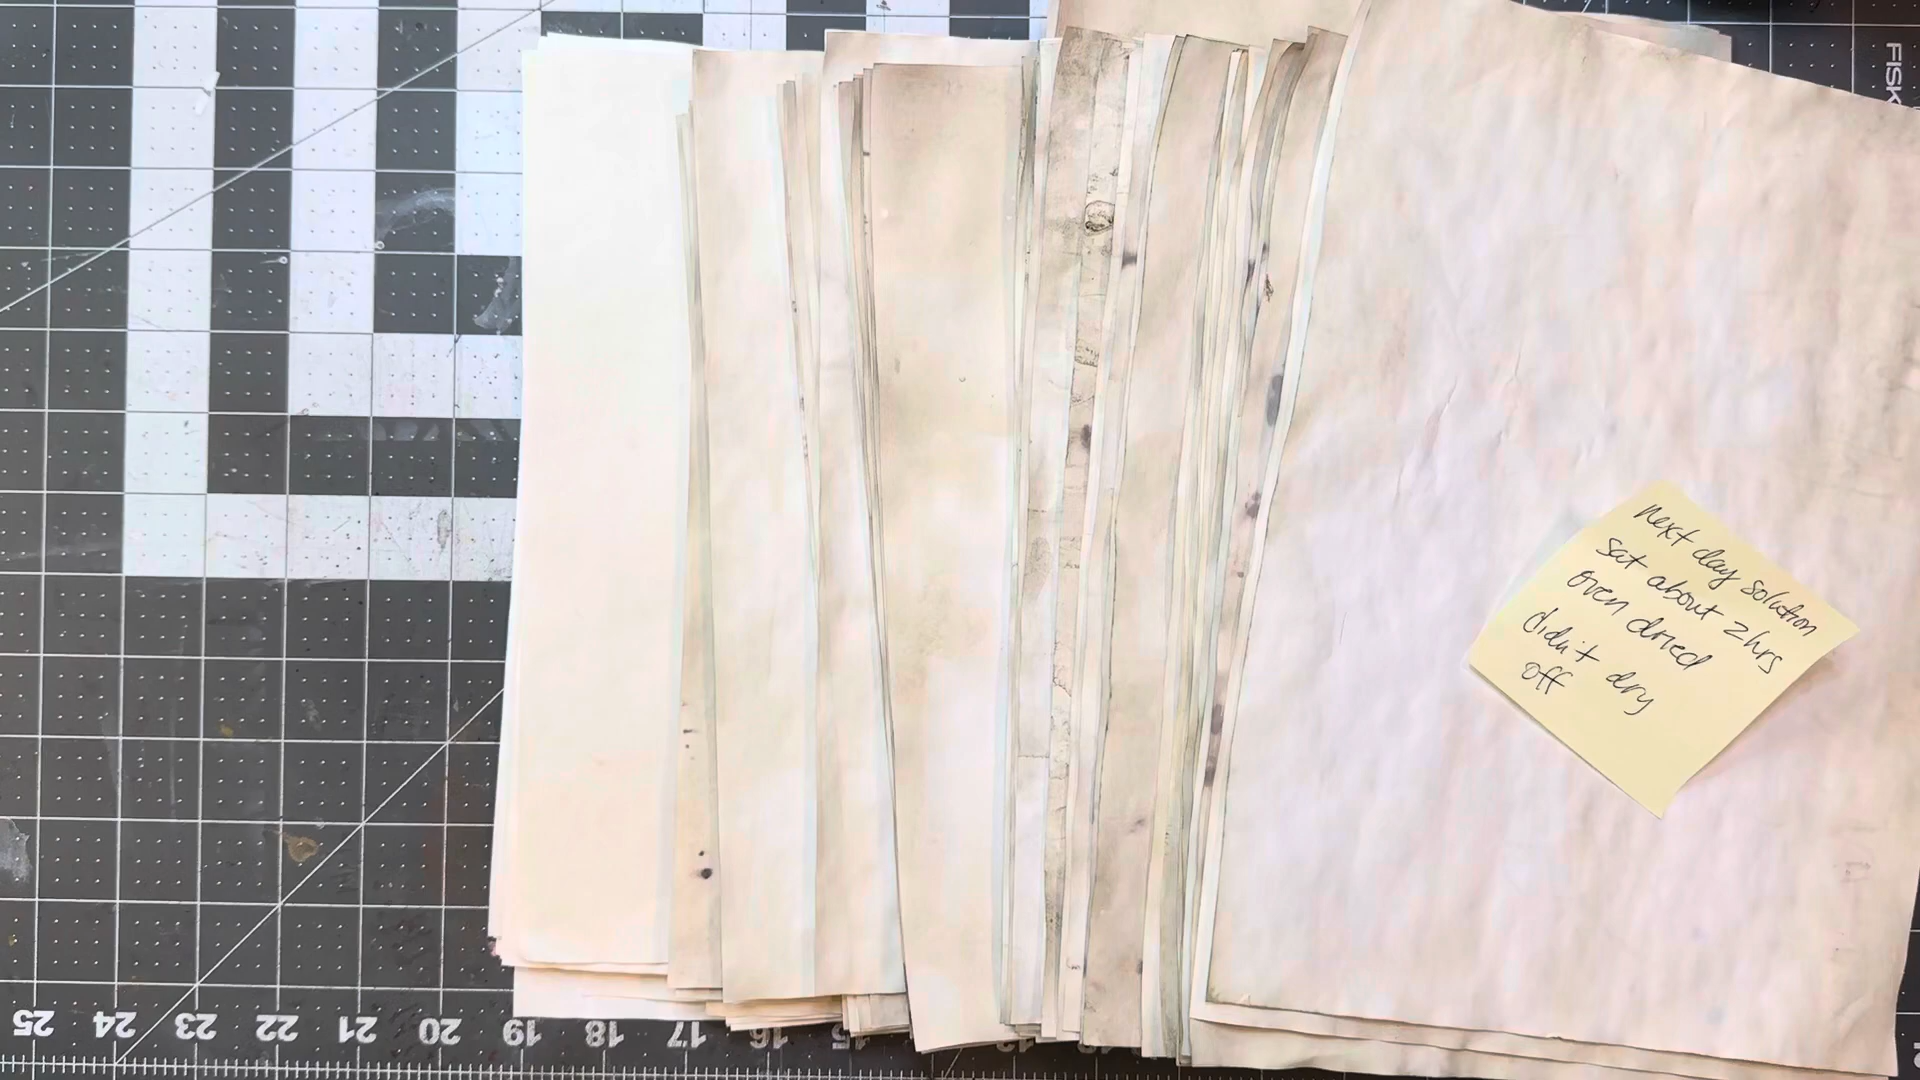 FISK
next day solution
sat about 2hrs
oven dried
didn't dry
off
25 24 23 22 21 20 19 18 17 16 15